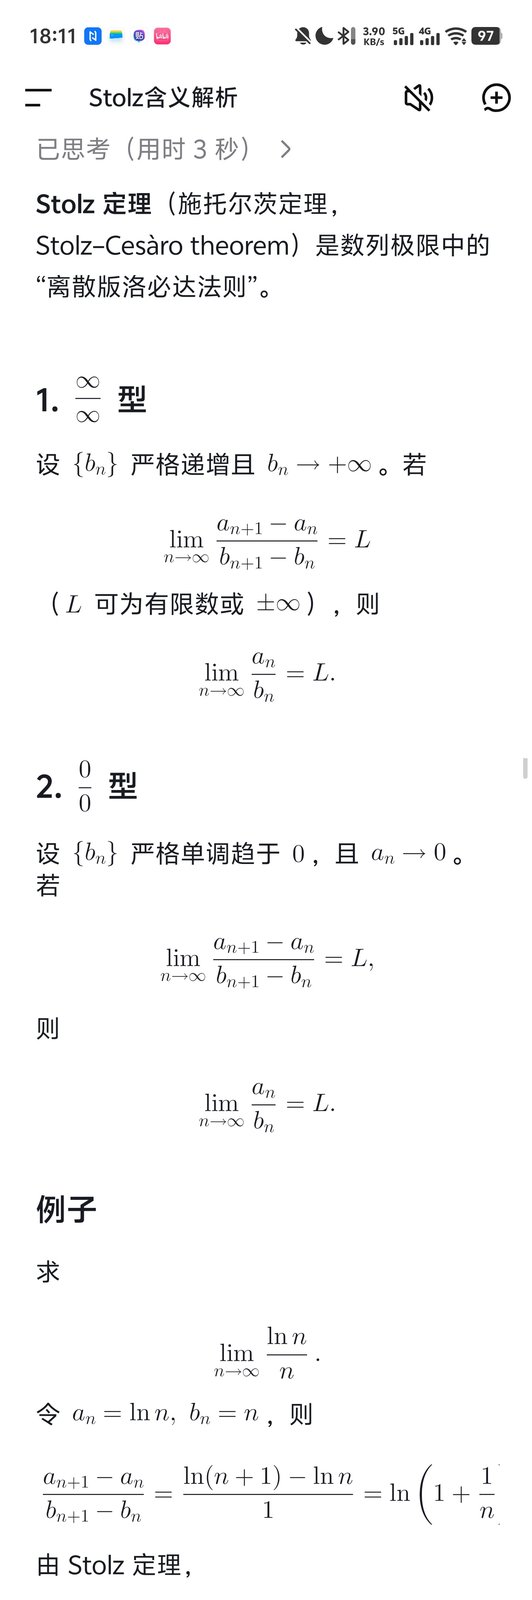 18:11 3.90 KB/s 5G 4G 97
Stolz含义解析
已思考（用时 3 秒） >
Stolz 定理（施托尔茨定理，
Stolz–Cesàro theorem）是数列极限中的
“离散版洛必达法则”。
1. ∞/∞ 型
设 {bₙ} 严格递增且 bₙ → +∞ 。若
lim_{n→∞} (aₙ₊₁ − aₙ)/(bₙ₊₁ − bₙ) = L
（L 可为有限数或 ±∞），则
lim_{n→∞} aₙ/bₙ = L.
2. 0/0 型
设 {bₙ} 严格单调趋于 0，且 aₙ → 0。
若
lim_{n→∞} (aₙ₊₁ − aₙ)/(bₙ₊₁ − bₙ) = L,
则
lim_{n→∞} aₙ/bₙ = L.
例子
求
lim_{n→∞} ln n/n .
令 aₙ = ln n, bₙ = n，则
(aₙ₊₁ − aₙ)/(bₙ₊₁ − bₙ) = (ln(n + 1) − ln n)/1 = ln(1 + 1/n
由 Stolz 定理，